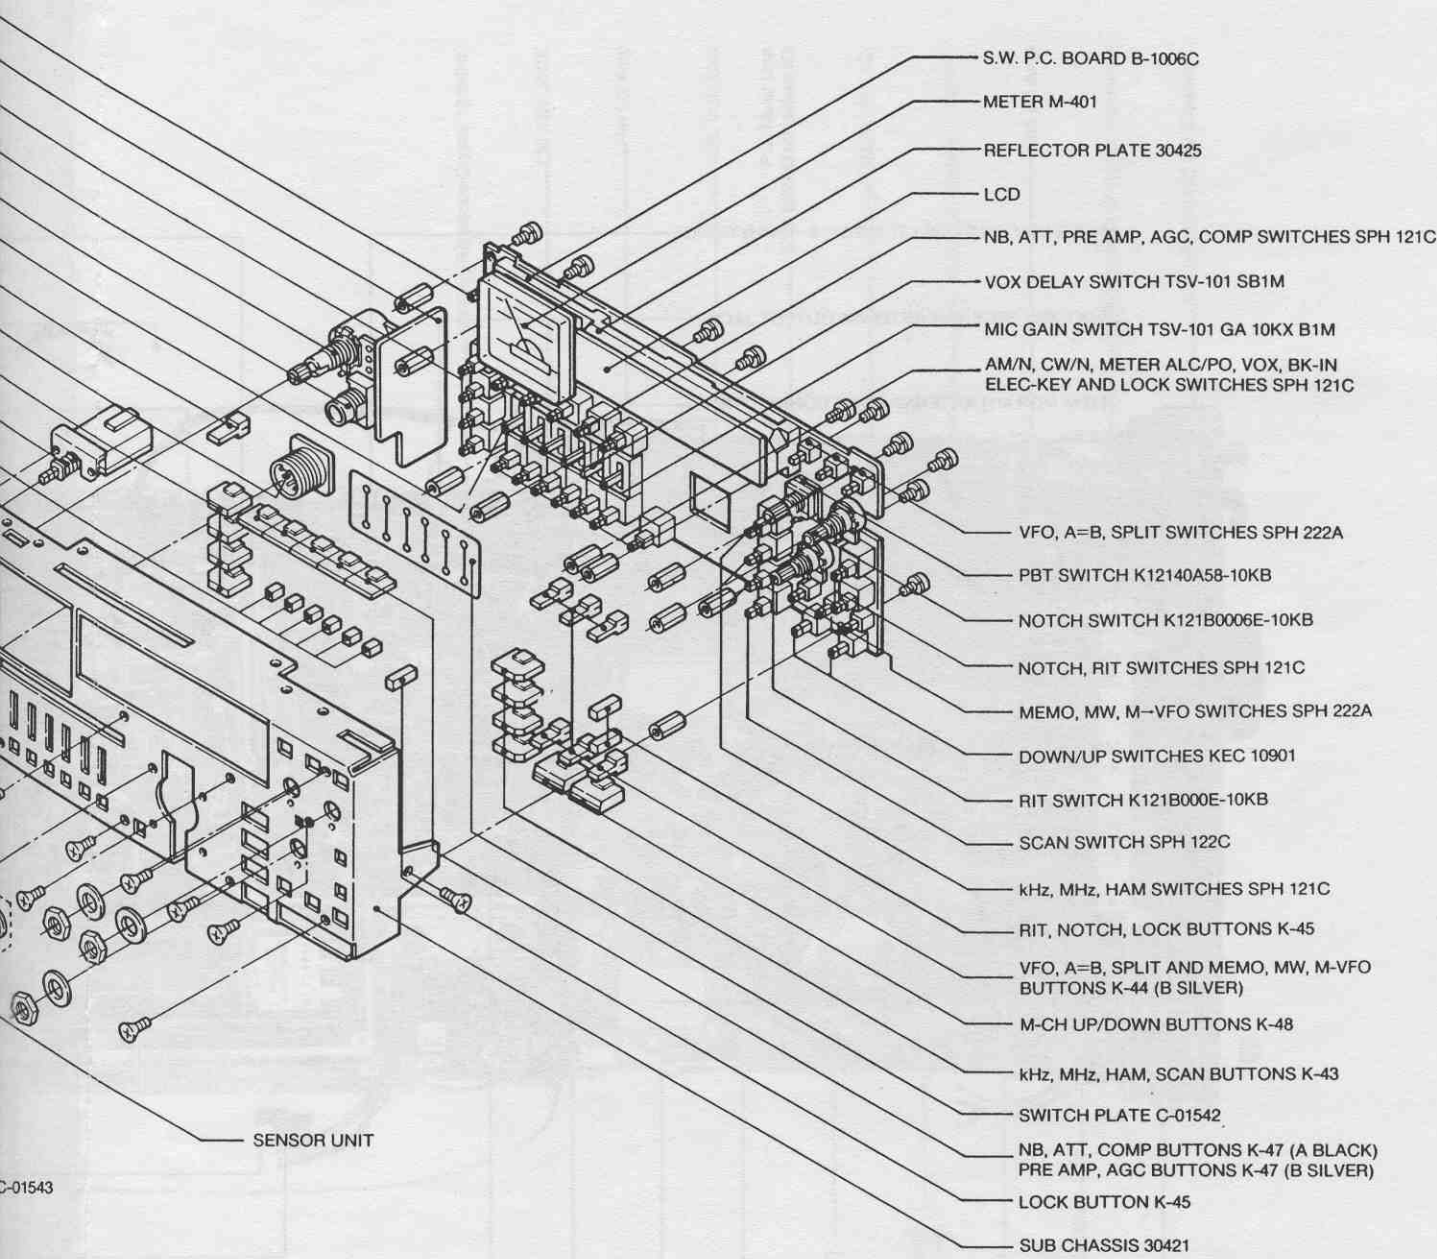 S.W. P.C. BOARD B-1006C
METER M-401
REFLECTOR PLATE 30425
LCD
NB, ATT, PRE AMP, AGC, COMP SWITCHES SPH 121C
VOX DELAY SWITCH TSV-101 SB1M
MIC GAIN SWITCH TSV-101 GA 10KX B1M
AM/N, CW/N, METER ALC/PO, VOX, BK-IN
ELEC-KEY AND LOCK SWITCHES SPH 121C
VFO, A=B, SPLIT SWITCHES SPH 222A
PBT SWITCH K12140A58-10KB
NOTCH SWITCH K121B0006E-10KB
NOTCH, RIT SWITCHES SPH 121C
MEMO, MW, M→VFO SWITCHES SPH 222A
DOWN/UP SWITCHES KEC 10901
RIT SWITCH K121B000E-10KB
SCAN SWITCH SPH 122C
kHz, MHz, HAM SWITCHES SPH 121C
RIT, NOTCH, LOCK BUTTONS K-45
VFO, A=B, SPLIT AND MEMO, MW, M-VFO
BUTTONS K-44 (B SILVER)
M-CH UP/DOWN BUTTONS K-48
kHz, MHz, HAM, SCAN BUTTONS K-43
SWITCH PLATE C-01542
NB, ATT, COMP BUTTONS K-47 (A BLACK)
PRE AMP, AGC BUTTONS K-47 (B SILVER)
LOCK BUTTON K-45
SUB CHASSIS 30421
SENSOR UNIT
C-01543